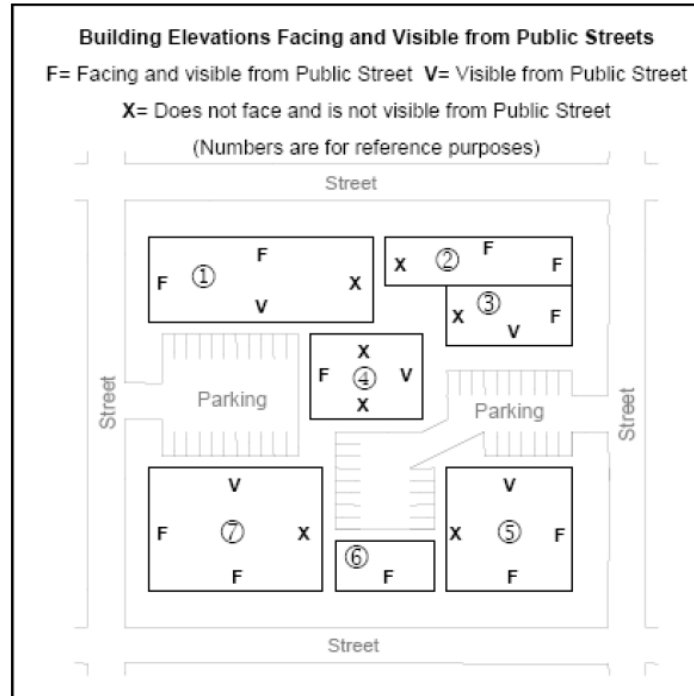 Building Elevations Facing and Visible from Public Streets
F= Facing and visible from Public Street V= Visible from Public Street
X= Does not face and is not visible from Public Street
(Numbers are for reference purposes)
Street
F
F ① X
V
F
X ② F
X ③ F
V
Street
X
F ④ V
X
Parking
Parking
Street
V
F ⑦ X
F
⑥
F
V
X ⑤ F
F
Street